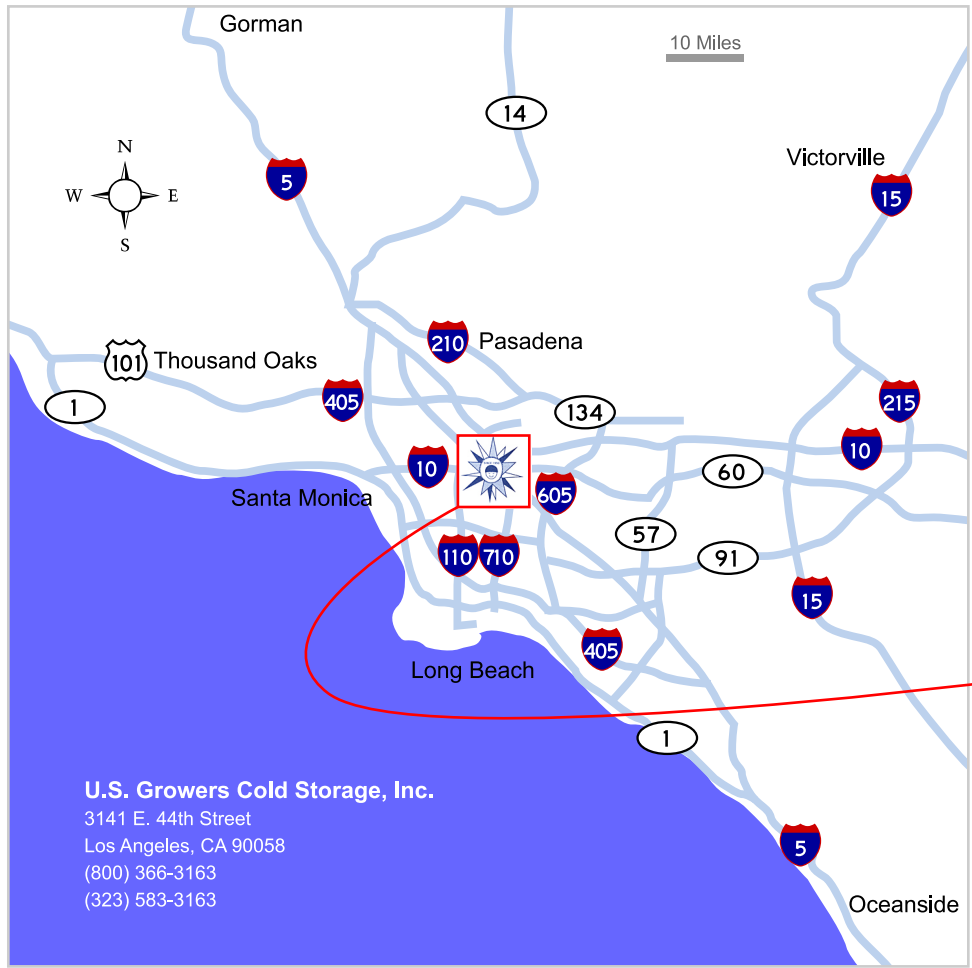 Gorman
10 Miles
14
N
Victorville
5
15
W
E
S
210
Pasadena
101
Thousand Oaks
405
215
1
134
10
10
60
605
Santa Monica
57
110
710
91
15
405
Long Beach
1
U.S. Growers Cold Storage, Inc.
3141 E. 44th Street
Los Angeles, CA 90058
(800) 366-3163
(323) 583-3163
5
Oceanside